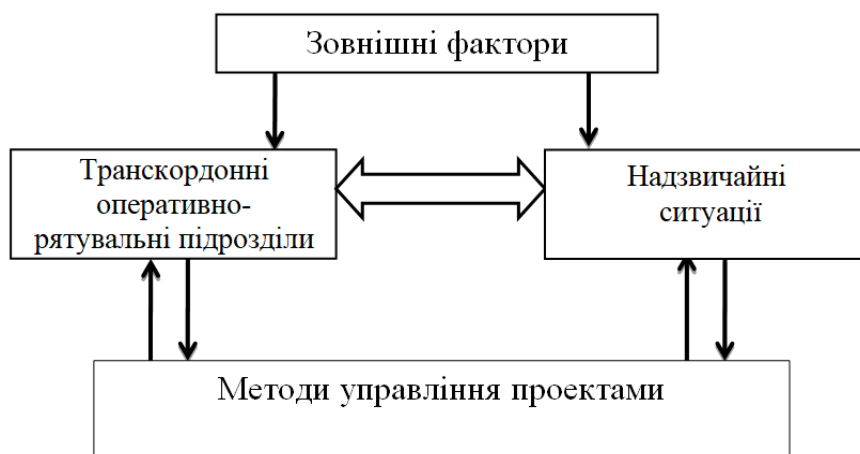 Зовнішні фактори
Транскордонні
оперативно-
рятувальні підрозділи
Надзвичайні
ситуації
Методи управління проектами